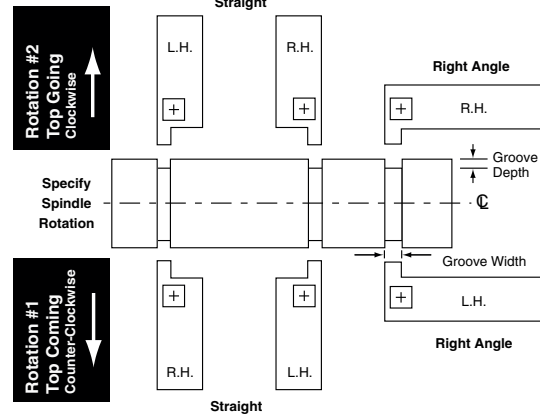 Straight
Rotation #2
Top Going
Clockwise
L.H.
R.H.
Right Angle
R.H.
Groove
Depth
Specify
Spindle
Rotation
℄
Groove Width
Rotation #1
Top Coming
Counter-Clockwise
R.H.
L.H.
L.H.
Right Angle
Straight